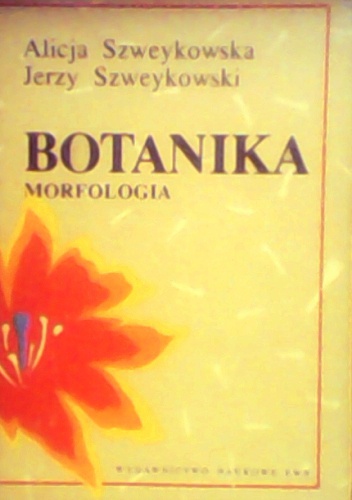 Alicja Szweykowska
Jerzy Szweykowski
BOTANIKA
MORFOLOGIA
WYDAWNICTWO NAUKOWE PWN